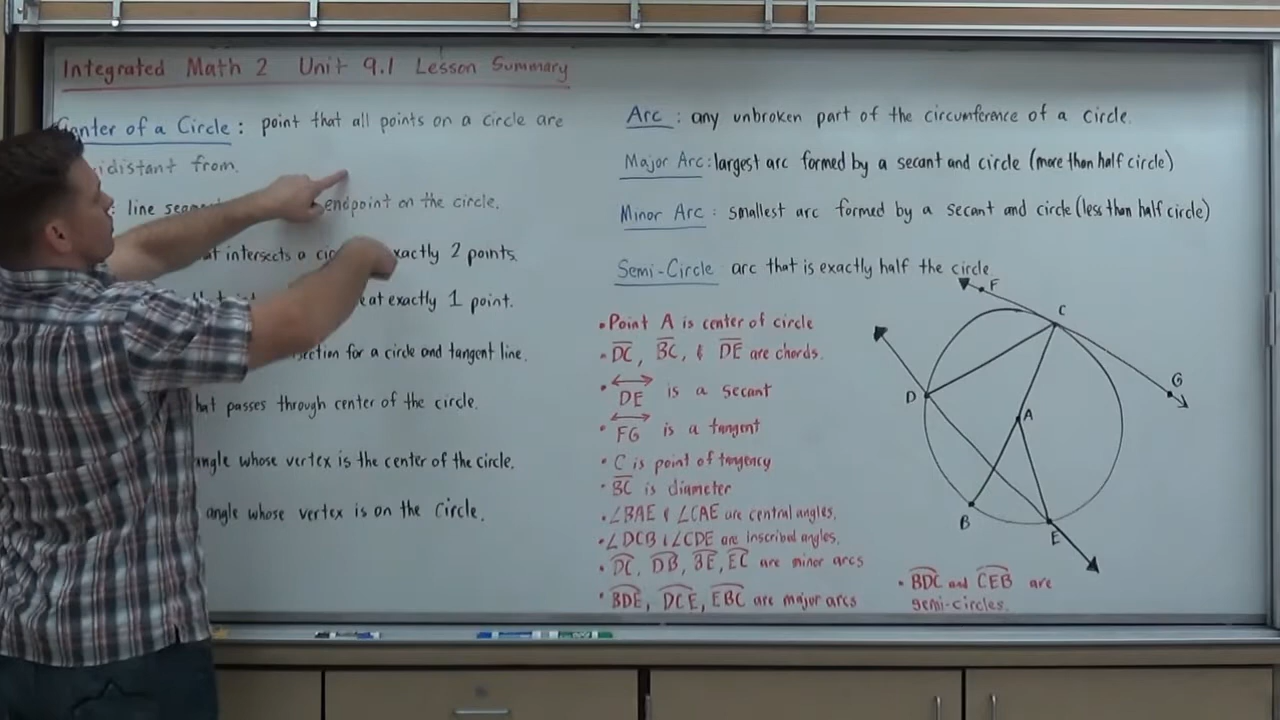 Integrated Math 2 Unit 9.1 Lesson Summary
Center of a Circle: point that all points on a circle are
idistant from.
: line endpoint on the circle.
intersects a exactly 2 points.
at exactly 1 point.
for a circle and tangent line.
that passes through center of the circle.
angle whose vertex is the center of the circle.
angle whose vertex is on the circle.
Arc : any unbroken part of the circumference of a circle.
Major Arc: largest arc formed by a secant and circle (more than half circle)
Minor Arc: smallest arc formed by a secant and circle (less than half circle)
Semi-Circle arc that is exactly half the circle
• Point A is center of circle
• DC, BC, & DE are chords.
• DE is a secant
• FG is a tangent
• C is point of tangency
• BC is diameter
• ∠BAE & ∠CAE are central angles.
• ∠DCB & ∠CDE are Inscribed angles.
• DC, DB, BE, EC are minor arcs
• BDE, DCE, EBC are major arcs
F
C
G
D
A
B
E
• BDC and CEB are
semi-circles.